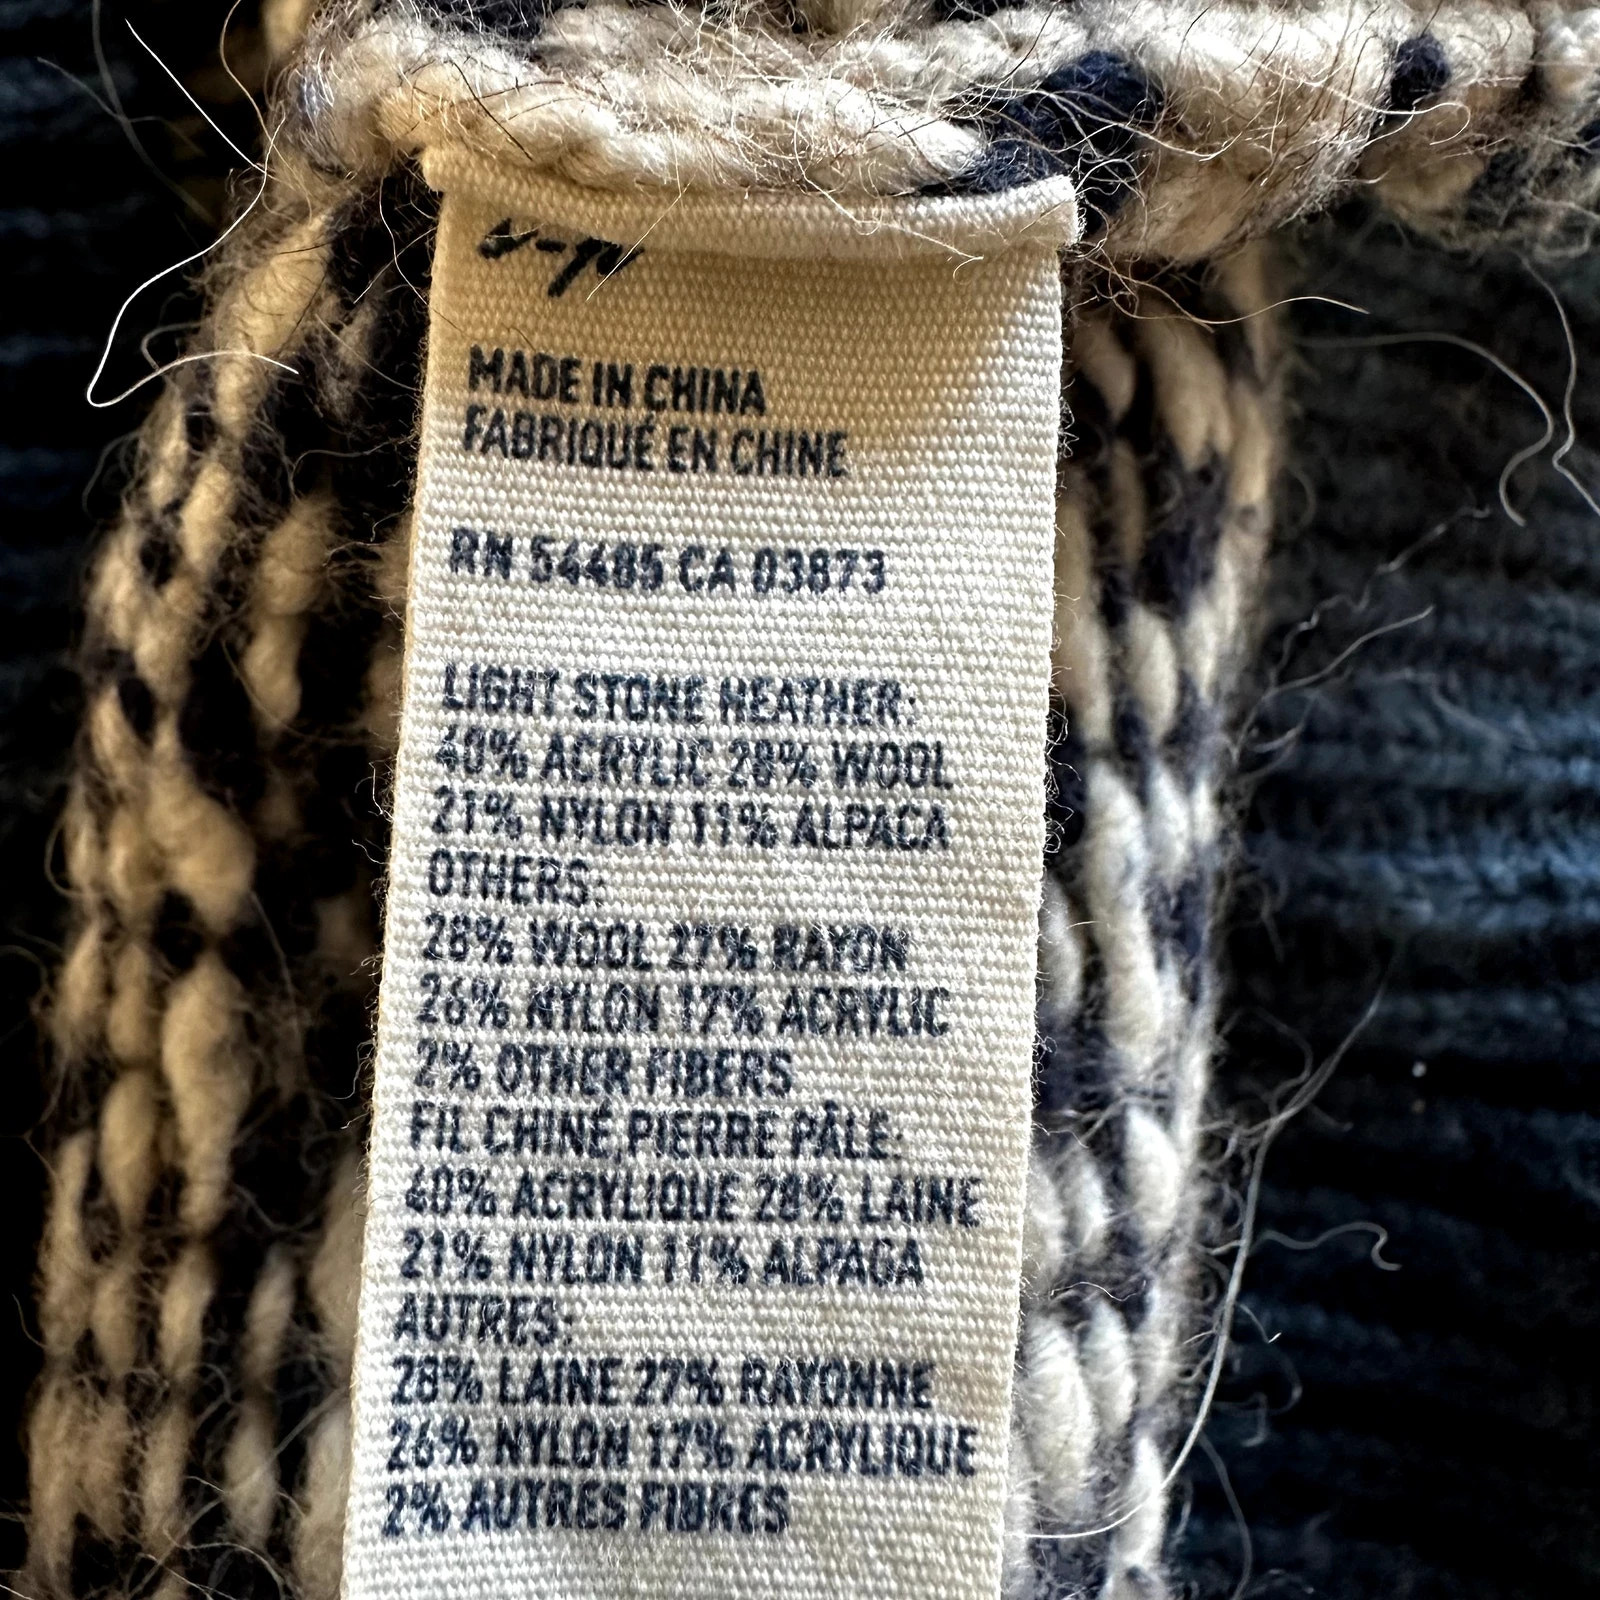 MADE IN CHINA
FABRIQUÉ EN CHINE
RN 54485 CA 03873
LIGHT STONE HEATHER:
40% ACRYLIC 28% WOOL
21% NYLON 11% ALPACA
OTHERS:
28% WOOL 27% RAYON
26% NYLON 17% ACRYLIC
2% OTHER FIBERS
FIL CHINÉ PIERRE PÂLE:
40% ACRYLIQUE 28% LAINE
21% NYLON 11% ALPAGA
AUTRES:
28% LAINE 27% RAYONNE
26% NYLON 17% ACRYLIQUE
2% AUTRES FIBRES